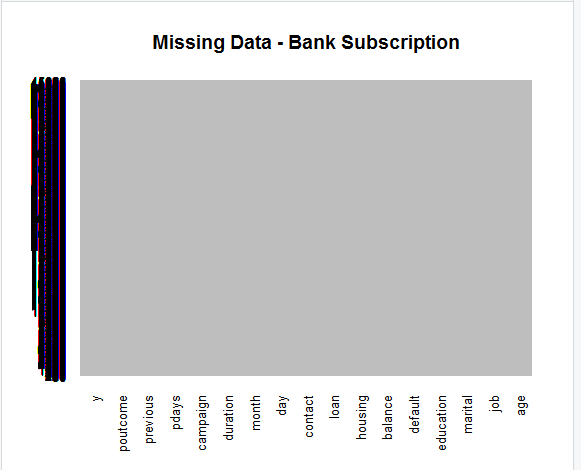 Missing Data - Bank Subscription
y
poutcome
previous
pdays
campaign
duration
month
day
contact
loan
housing
balance
default
education
marital
job
age